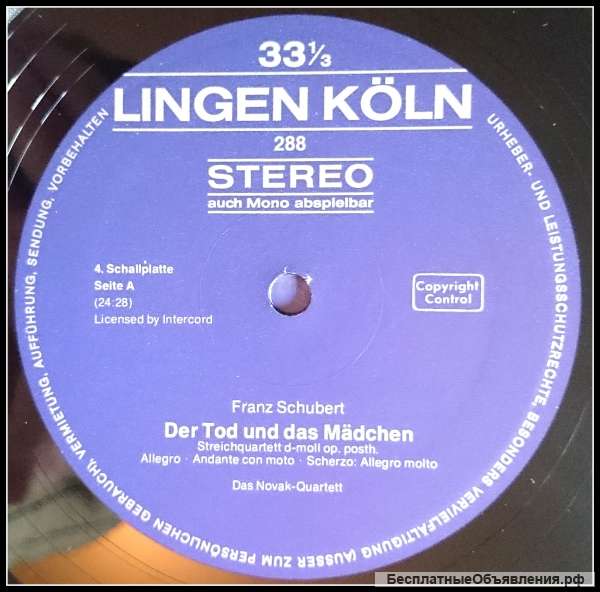 33⅓
LINGEN KÖLN
288
STEREO
auch Mono abspielbar
4. Schallplatte
Seite A
(24:28)
Licensed by Intercord
Copyright
Control
Franz Schubert
Der Tod und das Mädchen
Streichquartett d-moll op. posth.
Allegro · Andante con moto · Scherzo: Allegro molto
Das Novak-Quartett
URHEBER- UND LEISTUNGSSCHUTZRECHTE, BESONDERS VERVIELFÄLTIGUNG (AUSSER ZUM PERSÖNLICHEN GEBRAUCH), VERMIETUNG, AUFFÜHRUNG, SENDUNG, VORBEHALTEN
БесплатныеОбъявления.рф